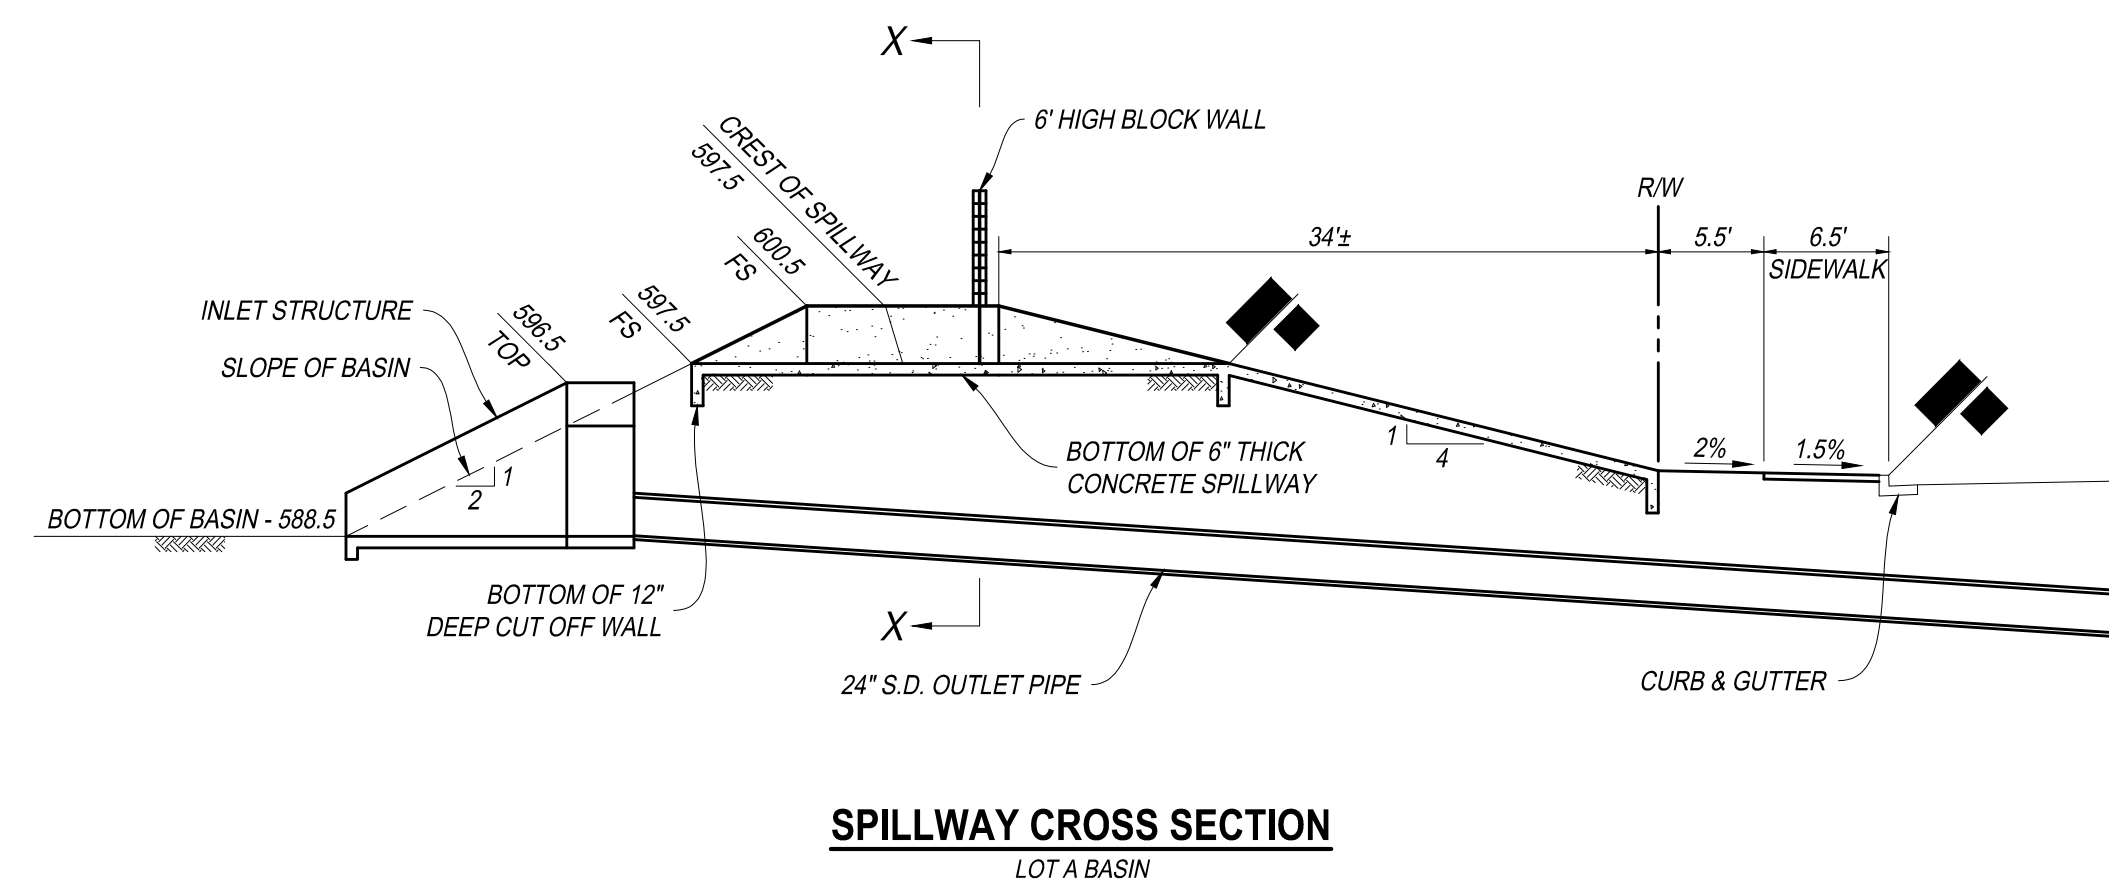 X
6' HIGH BLOCK WALL
CREST OF SPILLWAY
597.5
R/W
34'±
5.5'
6.5'
SIDEWALK
600.5
FS
597.5
FS
INLET STRUCTURE
596.5
TOP
SLOPE OF BASIN
1
2
BOTTOM OF BASIN - 588.5
1
4
2%
1.5%
BOTTOM OF 6" THICK
CONCRETE SPILLWAY
BOTTOM OF 12"
DEEP CUT OFF WALL
X
24" S.D. OUTLET PIPE
CURB & GUTTER
SPILLWAY CROSS SECTION
LOT A BASIN